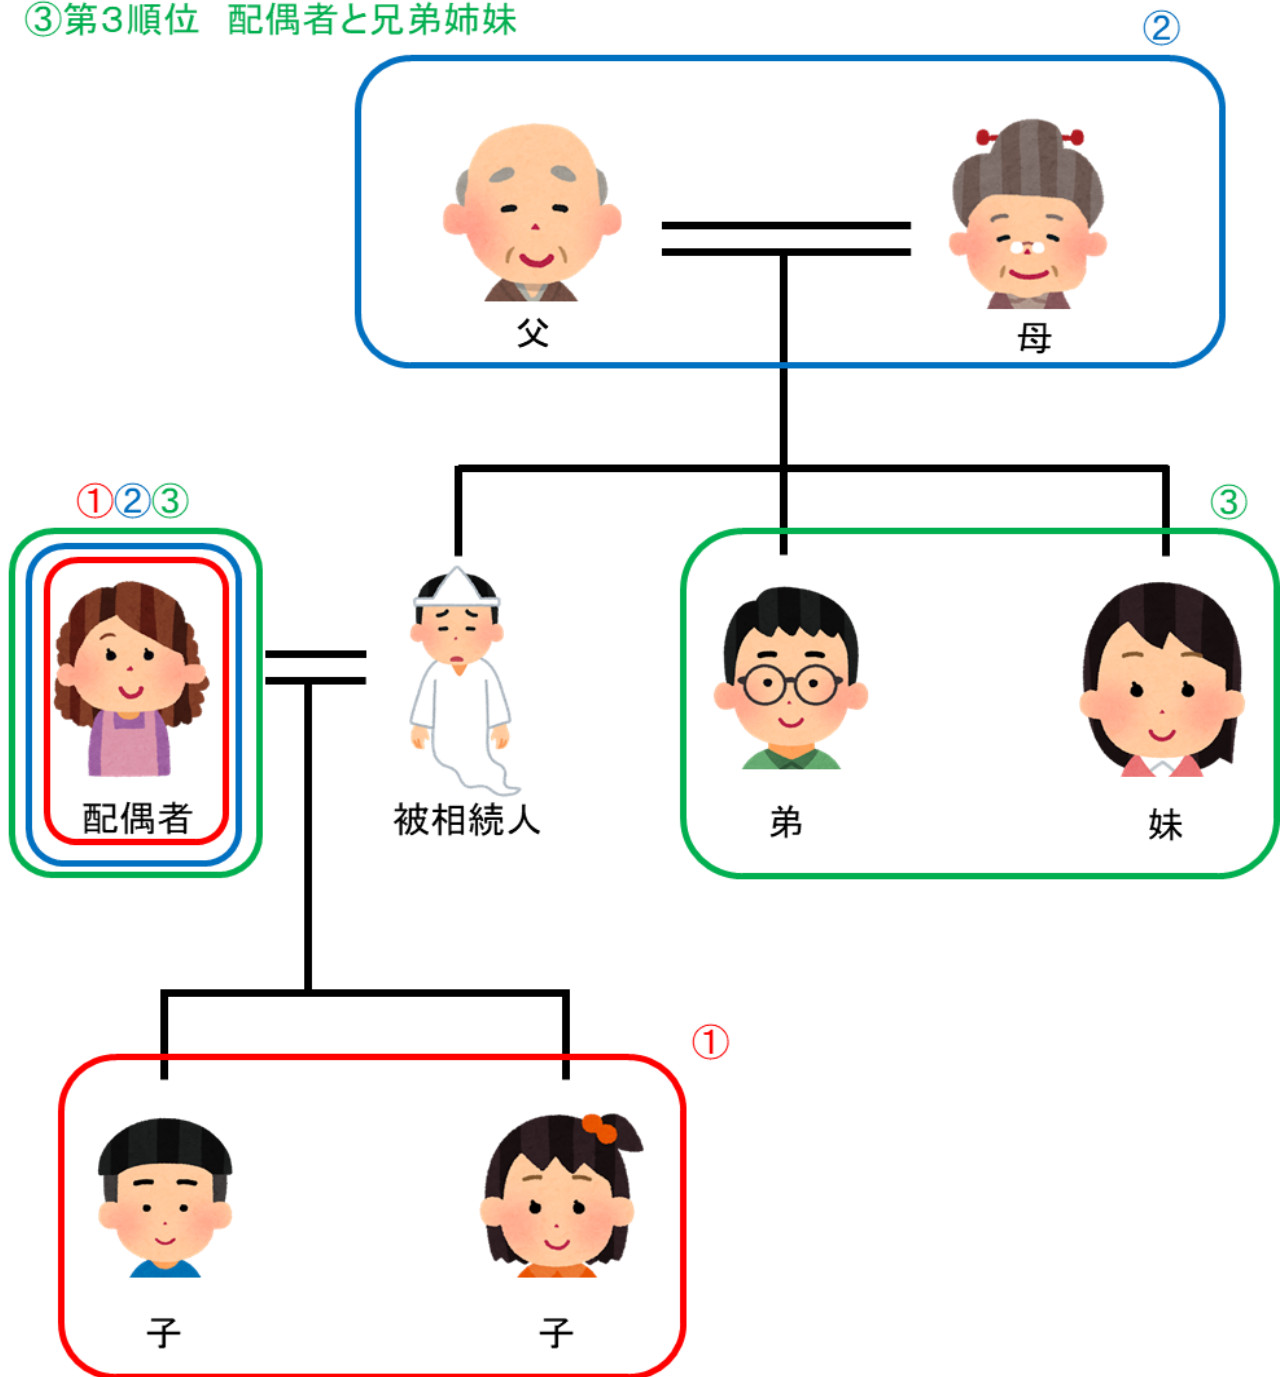 ③第３順位　配偶者と兄弟姉妹
②
父
母
①②③
③
配偶者
被相続人
弟
妹
①
子
子